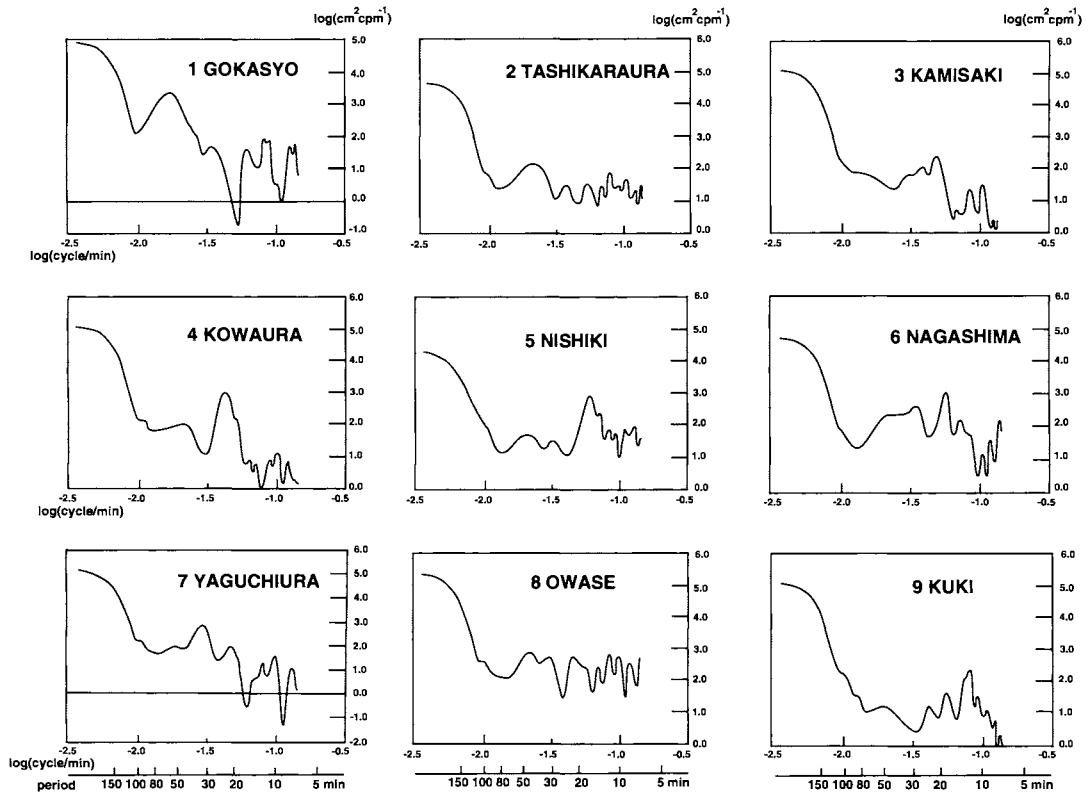 log(cm²cpm⁻¹) log(cm²cpm⁻¹) log(cm²cpm⁻¹)
1 GOKASYO
5.0
4.0
3.0
2.0
1.0
0.0
-1.0
-2.5 -2.0 -1.5 -1.0 -0.5
log(cycle/min)
2 TASHIKARAURA
6.0
5.0
4.0
3.0
2.0
1.0
0.0
-2.5 -2.0 -1.5 -1.0 -0.5
3 KAMISAKI
6.0
5.0
4.0
3.0
2.0
1.0
0.0
-2.5 -2.0 -1.5 -1.0 -0.5
4 KOWAURA
6.0
5.0
4.0
3.0
2.0
1.0
0.0
-2.5 -2.0 -1.5 -1.0 -0.5
log(cycle/min)
5 NISHIKI
6.0
5.0
4.0
3.0
2.0
1.0
0.0
-2.5 -2.0 -1.5 -1.0 -0.5
6 NAGASHIMA
6.0
5.0
4.0
3.0
2.0
1.0
0.0
-2.5 -2.0 -1.5 -1.0 -0.5
7 YAGUCHIURA
6.0
5.0
4.0
3.0
2.0
1.0
0.0
-1.0
-2.0
-2.5 -2.0 -1.5 -1.0 -0.5
log(cycle/min)
period 150 100 80 50 30 20 10 5 min
8 OWASE
6.0
5.0
4.0
3.0
2.0
1.0
0.0
-2.5 -2.0 -1.5 -1.0 -0.5
150 100 80 50 30 20 10 5 min
9 KUKI
6.0
5.0
4.0
3.0
2.0
1.0
0.0
-2.5 -2.0 -1.5 -1.0 -0.5
150 100 80 50 30 20 10 5 min